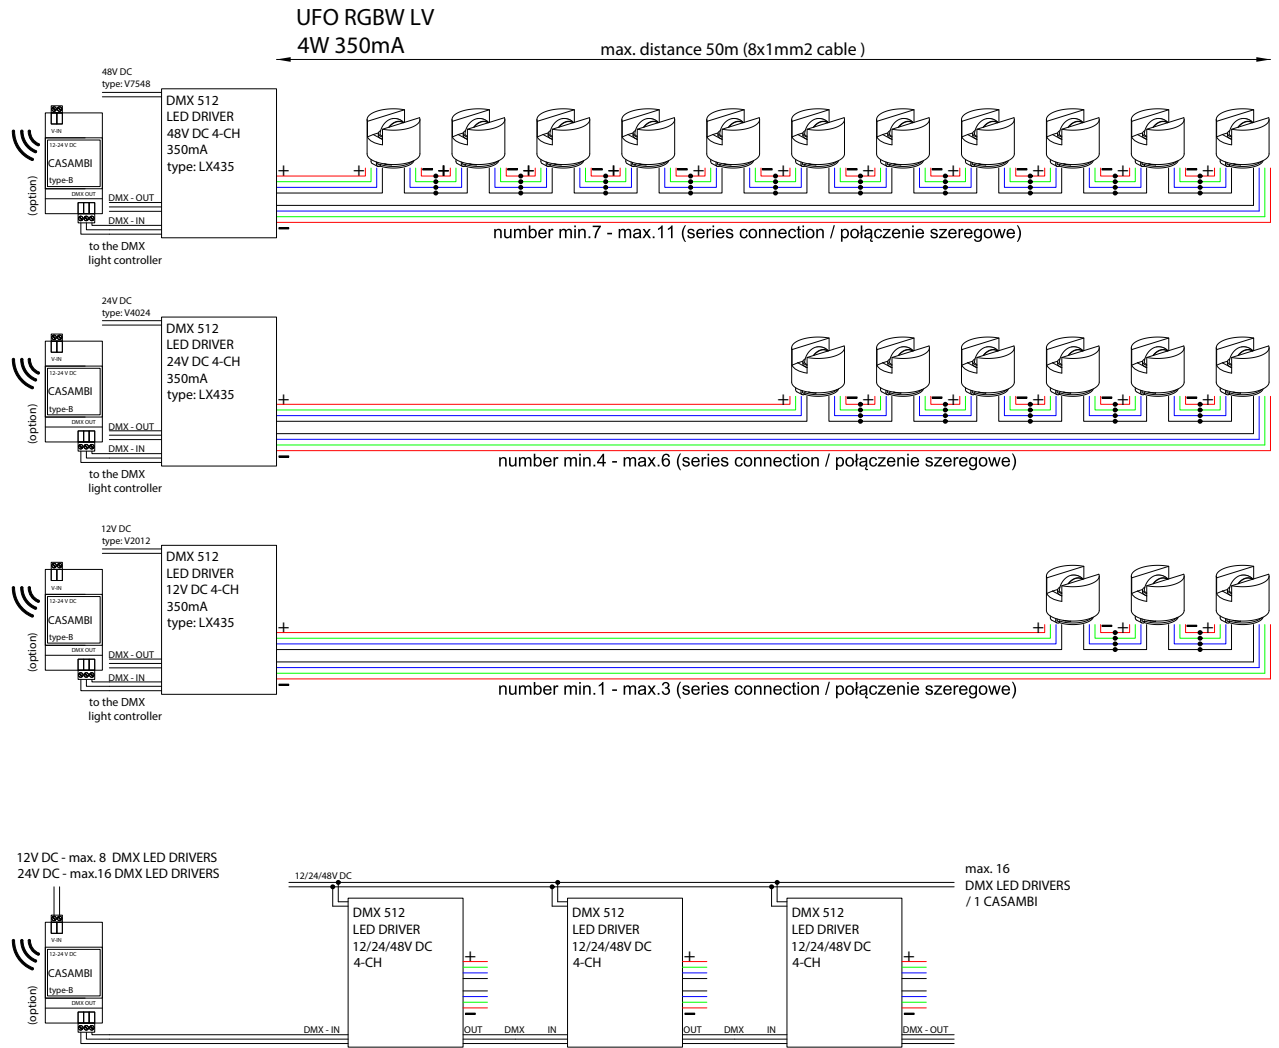 UFO RGBW LV
4W 350mA
max. distance 50m (8x1mm2 cable )
48V DC
type: V7548
V-IN
12-24 V DC
CASAMBI
type-B
DMX OUT
(option)
DMX - OUT
DMX - IN
to the DMX
light controller
DMX 512
LED DRIVER
48V DC 4-CH
350mA
type: LX435
+ + - + - + - + - + - + - + - + - + - + - +
-
number min.7 - max.11 (series connection / połączenie szeregowe)
24V DC
type: V4024
V-IN
12-24 V DC
CASAMBI
type-B
DMX OUT
(option)
DMX - OUT
DMX - IN
to the DMX
light controller
DMX 512
LED DRIVER
24V DC 4-CH
350mA
type: LX435
+ + - + - + - + - + - +
-
number min.4 - max.6 (series connection / połączenie szeregowe)
12V DC
type: V2012
V-IN
12-24 V DC
CASAMBI
type-B
DMX OUT
(option)
DMX - OUT
DMX - IN
to the DMX
light controller
DMX 512
LED DRIVER
12V DC 4-CH
350mA
type: LX435
+ + - + - +
-
number min.1 - max.3 (series connection / połączenie szeregowe)
12V DC - max. 8 DMX LED DRIVERS
24V DC - max.16 DMX LED DRIVERS
V-IN
12-24 V DC
CASAMBI
type-B
DMX OUT
(option)
12/24/48V DC
max. 16
DMX LED DRIVERS
/ 1 CASAMBI
DMX 512
LED DRIVER
12/24/48V DC
4-CH
+
-
DMX 512
LED DRIVER
12/24/48V DC
4-CH
+
-
DMX 512
LED DRIVER
12/24/48V DC
4-CH
+
-
DMX - IN
OUT DMX IN
OUT DMX IN
DMX - OUT